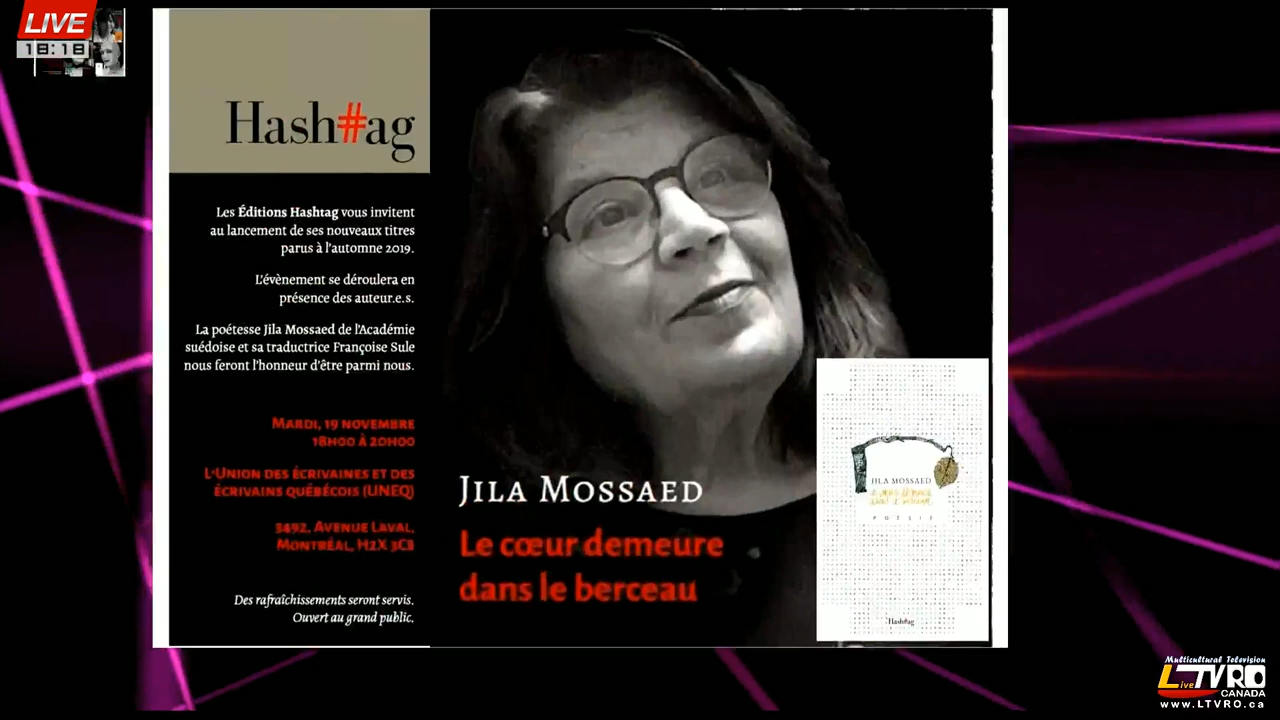 LIVE
18:18
Hash#ag
Les Éditions Hashtag vous invitent
au lancement de ses nouveaux titres
parus à l'automne 2019.
L'évènement se déroulera en
présence des auteur.e.s.
La poétesse Jila Mossaed de l'Académie
suédoise et sa traductrice Françoise Sule
nous feront l'honneur d'être parmi nous.
Mardi, 19 novembre
18h00 à 20h00
L'Union des écrivaines et des
écrivains québécois (UNEQ)
3492, Avenue Laval,
Montréal, H2X 3C8
Des rafraîchissements seront servis.
Ouvert au grand public.
Jila Mossaed
Le cœur demeure
dans le berceau
JILA MOSSAED
POÉSIE
Hash#ag
Multicultural Television
LiveTVRO
CANADA
www.LTVRO.ca